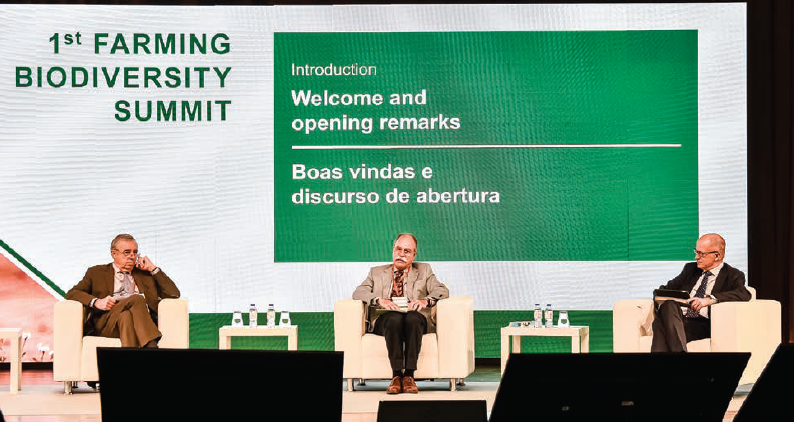 1st FARMING
BIODIVERSITY
SUMMIT
Introduction
Welcome and
opening remarks
Boas vindas e
discurso de abertura